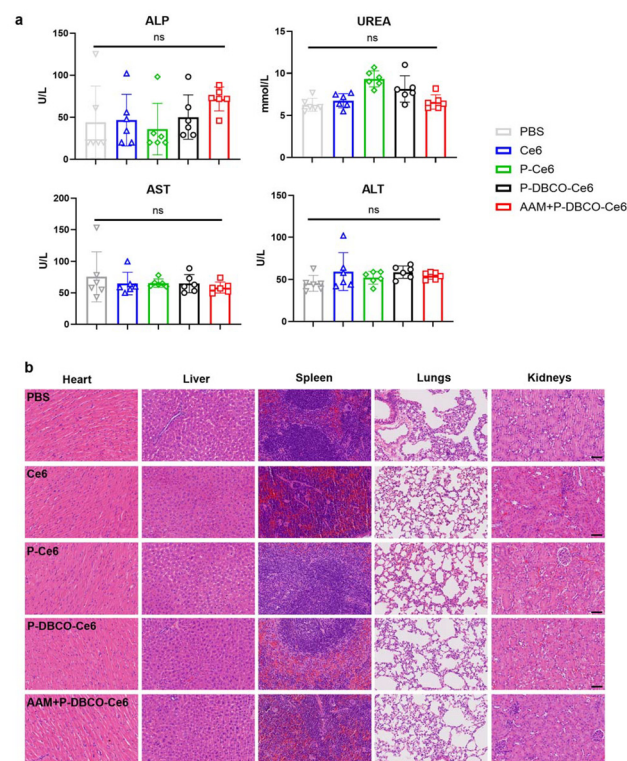 a
ALP
ns
U/L
150
100
50
0
UREA
ns
mmol/L
15
10
5
0
PBS
Ce6
P-Ce6
P-DBCO-Ce6
AAM+P-DBCO-Ce6
AST
ns
U/L
200
150
100
50
0
ALT
ns
U/L
150
100
50
0
b
Heart Liver Spleen Lungs Kidneys
PBS
Ce6
P-Ce6
P-DBCO-Ce6
AAM+P-DBCO-Ce6